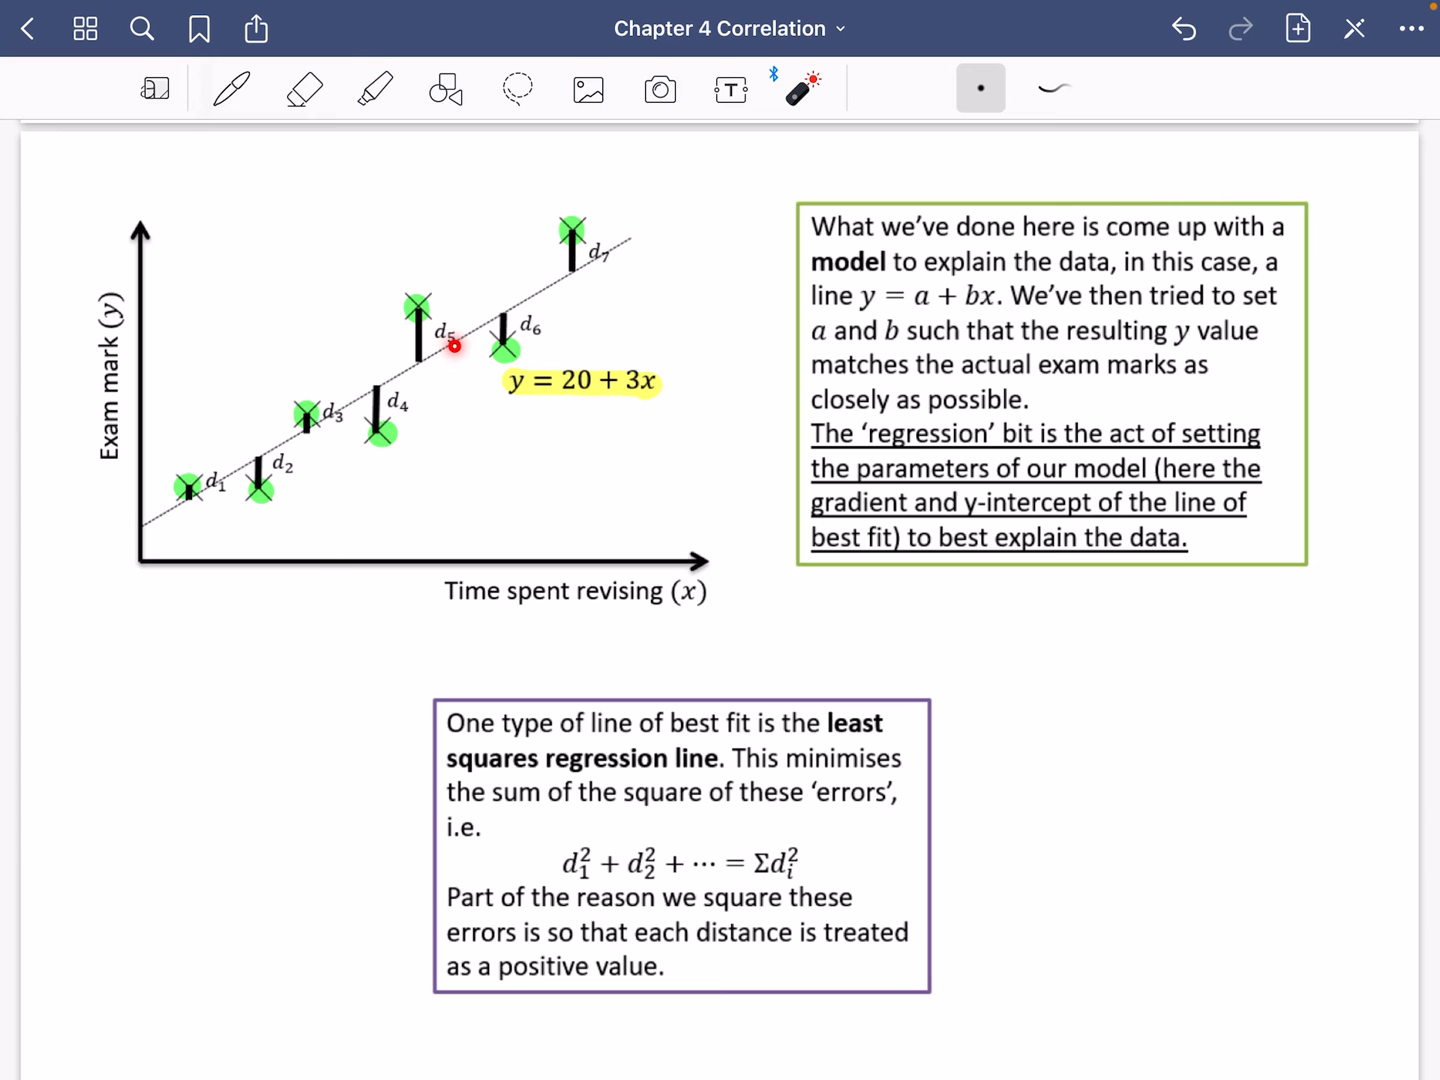 Chapter 4 Correlation
T
Exam mark (y)
d₁
d₂
d₃
d₄
d₅
d₆
d₇
y = 20 + 3x
Time spent revising (x)
What we’ve done here is come up with a
model to explain the data, in this case, a
line y = a + bx. We’ve then tried to set
a and b such that the resulting y value
matches the actual exam marks as
closely as possible.
The ‘regression’ bit is the act of setting
the parameters of our model (here the
gradient and y-intercept of the line of
best fit) to best explain the data.
One type of line of best fit is the least
squares regression line. This minimises
the sum of the square of these ‘errors’,
i.e.
d₁² + d₂² + ⋯ = Σdᵢ²
Part of the reason we square these
errors is so that each distance is treated
as a positive value.